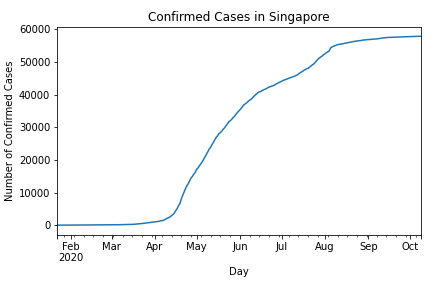 Confirmed Cases in Singapore
Number of Confirmed Cases
60000
50000
40000
30000
20000
10000
0
Feb Mar Apr May Jun Jul Aug Sep Oct
2020
Day